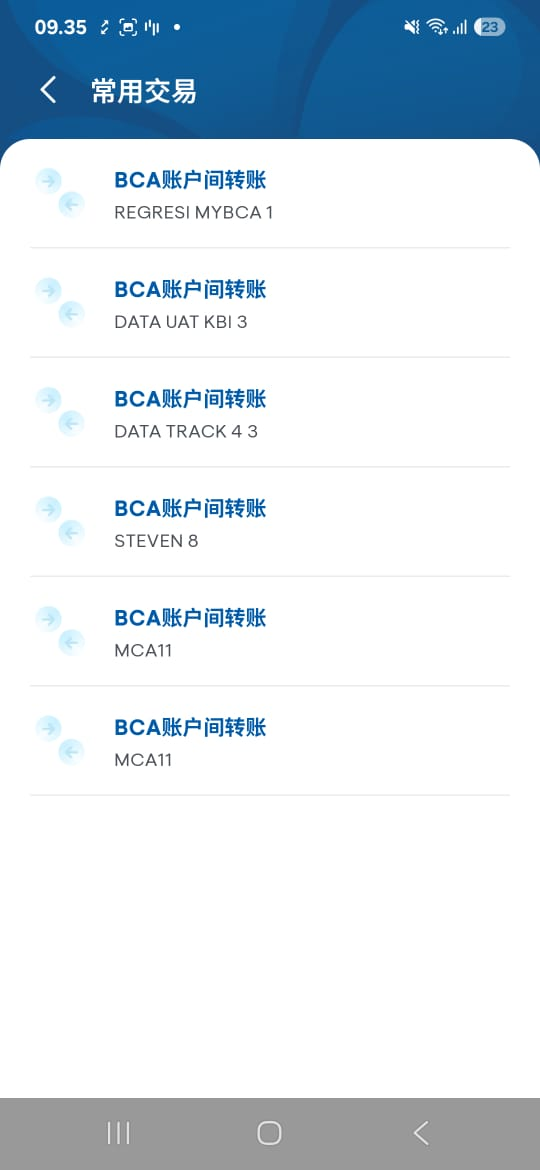 09.35
23
常用交易
BCA账户间转账
REGRESI MYBCA 1
BCA账户间转账
DATA UAT KBI 3
BCA账户间转账
DATA TRACK 4 3
BCA账户间转账
STEVEN 8
BCA账户间转账
MCA11
BCA账户间转账
MCA11